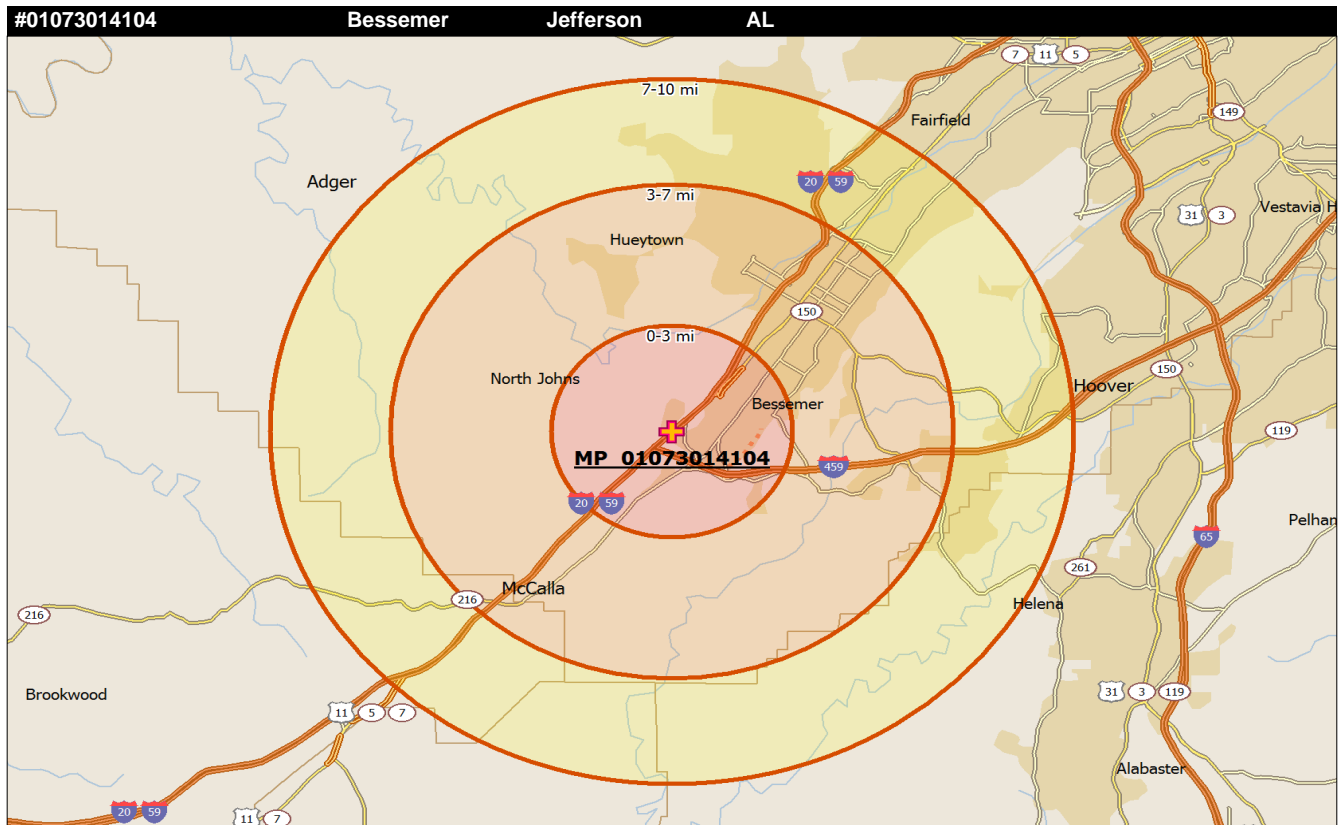 #01073014104 Bessemer Jefferson AL
7 11 5
7-10 mi
149
Fairfield
20 59
Adger
3-7 mi
31 3
Vestavia H
Hueytown
150
0-3 mi
150
North Johns
Hoover
Bessemer
119
MP 01073014104
459
20 59
Pelham
65
261
McCalla
216
Helena
216
Brookwood
31 3 119
11 5 7
Alabaster
20 59
11 7